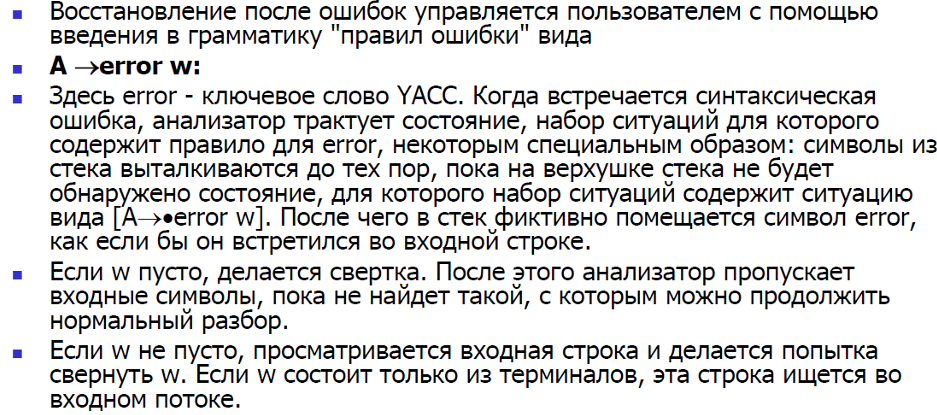 Восстановление после ошибок управляется пользователем с помощью
введения в грамматику "правил ошибки" вида
A →error w:
Здесь error - ключевое слово YACC. Когда встречается синтаксическая
ошибка, анализатор трактует состояние, набор ситуаций для которого
содержит правило для error, некоторым специальным образом: символы из
стека выталкиваются до тех пор, пока на верхушке стека не будет
обнаружено состояние, для которого набор ситуаций содержит ситуацию
вида [A→•error w]. После чего в стек фиктивно помещается символ error,
как если бы он встретился во входной строке.
Если w пусто, делается свертка. После этого анализатор пропускает
входные символы, пока не найдет такой, с которым можно продолжить
нормальный разбор.
Если w не пусто, просматривается входная строка и делается попытка
свернуть w. Если w состоит только из терминалов, эта строка ищется во
входном потоке.